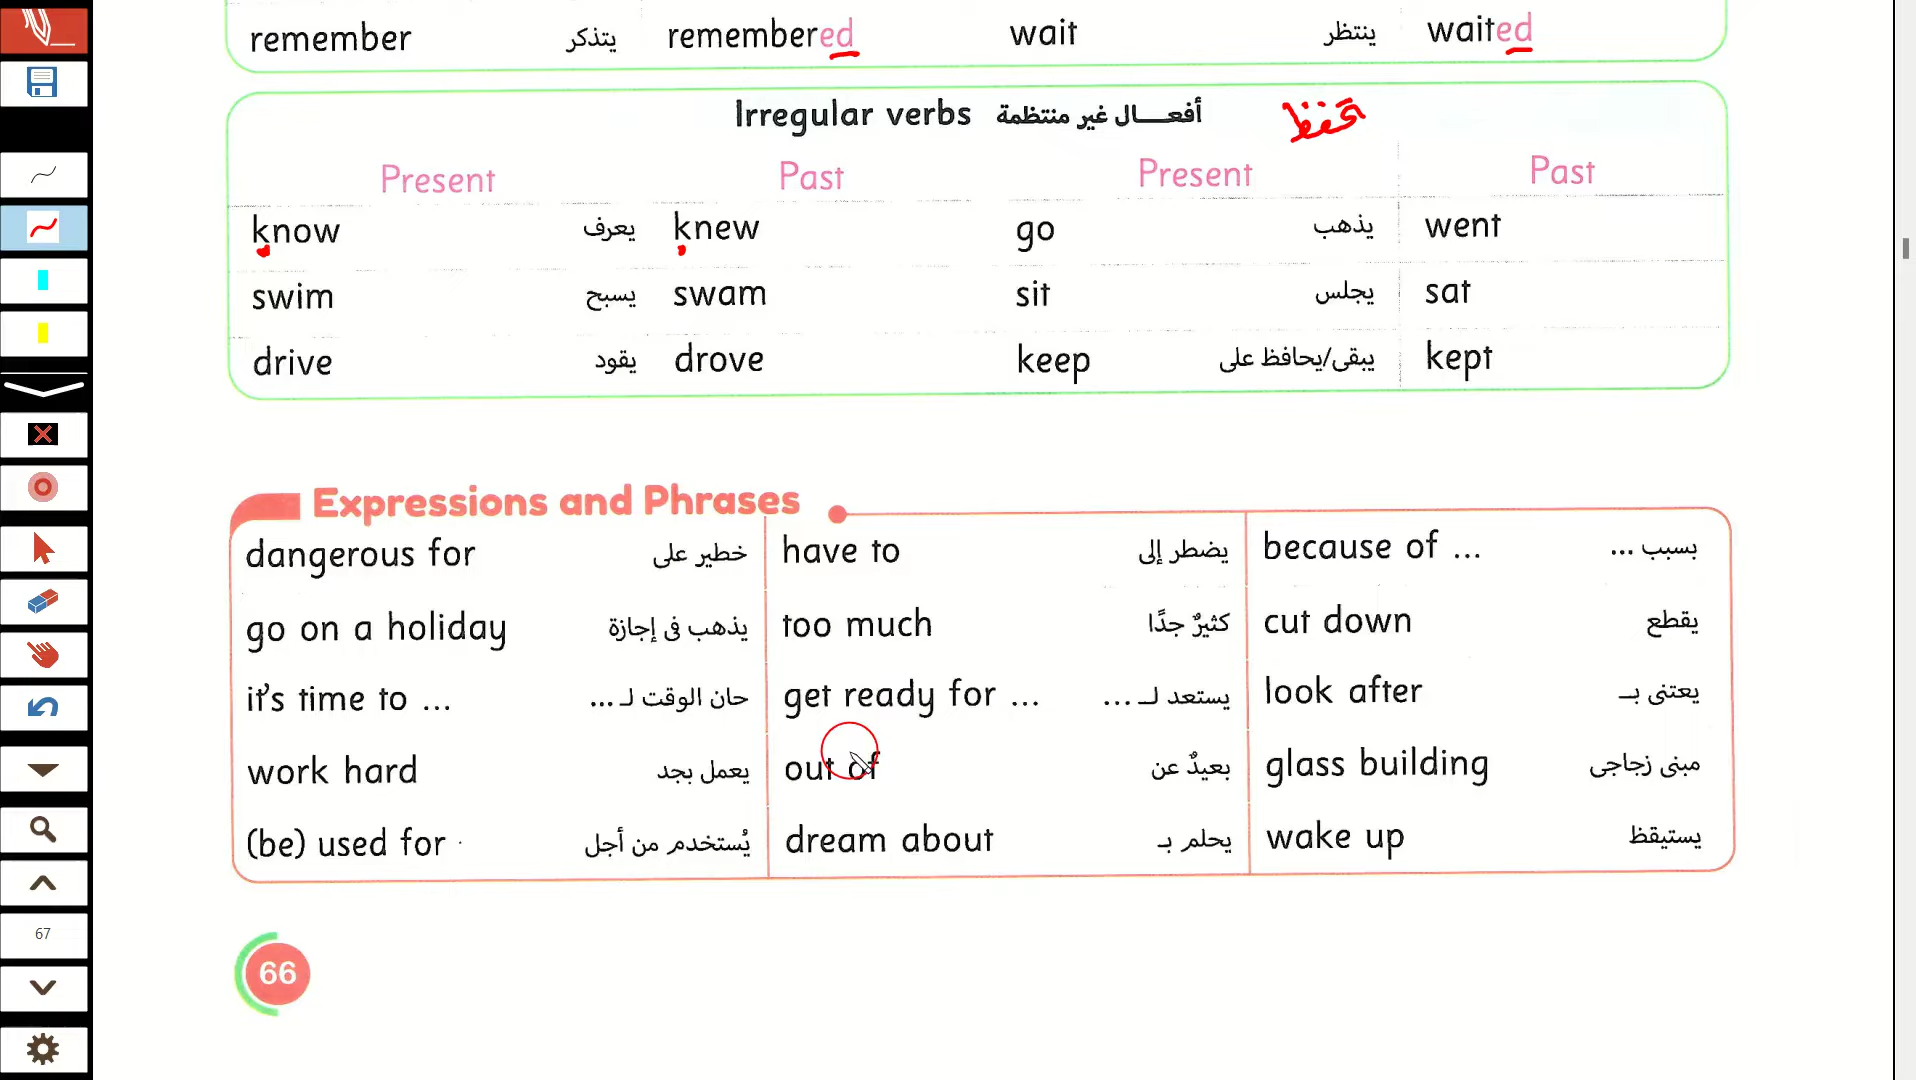 remember يتذكر remembered wait ينتظر waited
Irregular verbs أفعـــال غير منتظمة تحفظ
Present Past Present Past
know يعرف knew go يذهب went
swim يسبح swam sit يجلس sat
drive يقود drove keep يبقى/يحافظ على kept
Expressions and Phrases
dangerous for خطير على have to يضطر إلى because of ... بسبب ...
go on a holiday يذهب فى إجازة too much كثيرٌ جدًا cut down يقطع
it's time to ... حان الوقت لـ ... get ready for ... يستعد لــ ... look after يعتنى بــ
work hard يعمل بجد out of بعيدٌ عن glass building مبنى زجاجى
(be) used for يُستخدم من أجل dream about يحلم بـ wake up يستيقظ
67
66